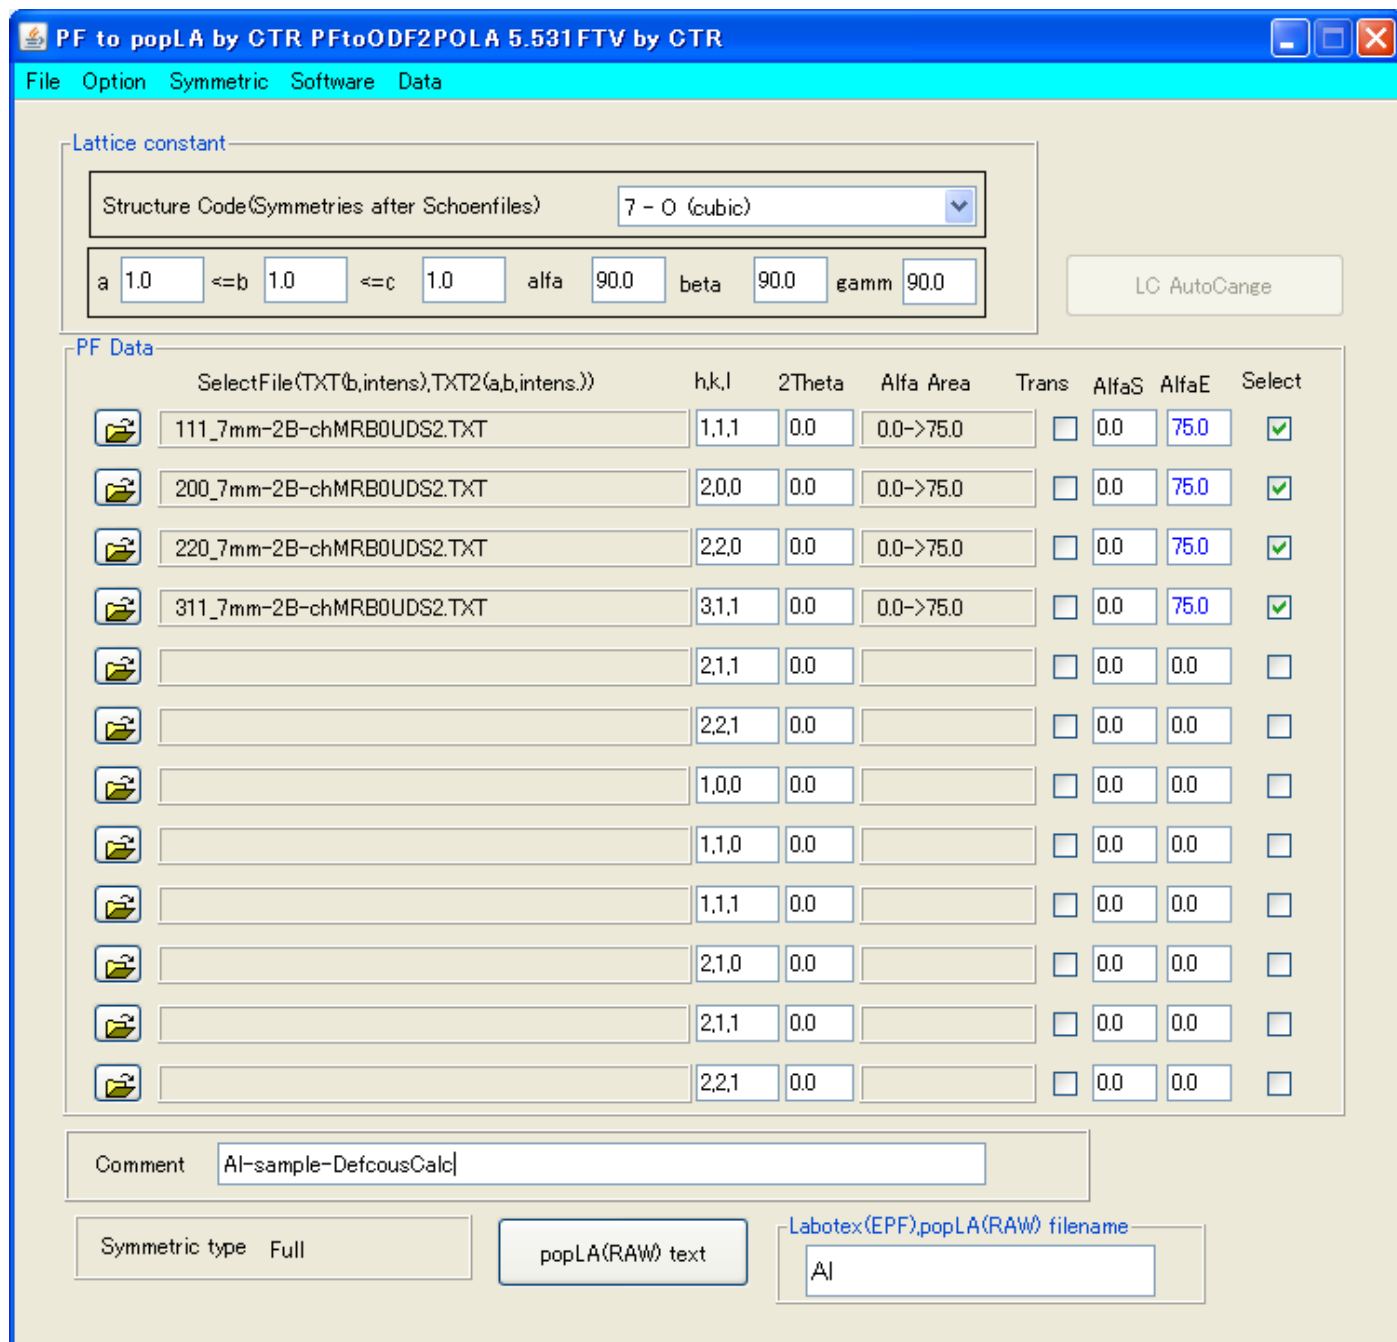 PF to popLA by CTR PFtoODF2POLA 5.531FTV by CTR
File Option Symmetric Software Data
Lattice constant
Structure Code(Symmetries after Schoenfiles) 7 - O (cubic)
a 1.0 <=b 1.0 <=c 1.0 alfa 90.0 beta 90.0 gamm 90.0
LC AutoCange
PF Data
SelectFile(TXT(b,intens),TXT2(a,b,intens.)) h,k,l 2Theta Alfa Area Trans AlfaS AlfaE Select
111_7mm-2B-chMRB0UDS2.TXT 1,1,1 0.0 0.0->75.0 0.0 75.0
200_7mm-2B-chMRB0UDS2.TXT 2,0,0 0.0 0.0->75.0 0.0 75.0
220_7mm-2B-chMRB0UDS2.TXT 2,2,0 0.0 0.0->75.0 0.0 75.0
311_7mm-2B-chMRB0UDS2.TXT 3,1,1 0.0 0.0->75.0 0.0 75.0
2,1,1 0.0 0.0 0.0
2,2,1 0.0 0.0 0.0
1,0,0 0.0 0.0 0.0
1,1,0 0.0 0.0 0.0
1,1,1 0.0 0.0 0.0
2,1,0 0.0 0.0 0.0
2,1,1 0.0 0.0 0.0
2,2,1 0.0 0.0 0.0
Comment Al-sample-DefcousCalc
Symmetric type Full
popLA(RAW) text
Labotex(EPF),popLA(RAW) filename
Al